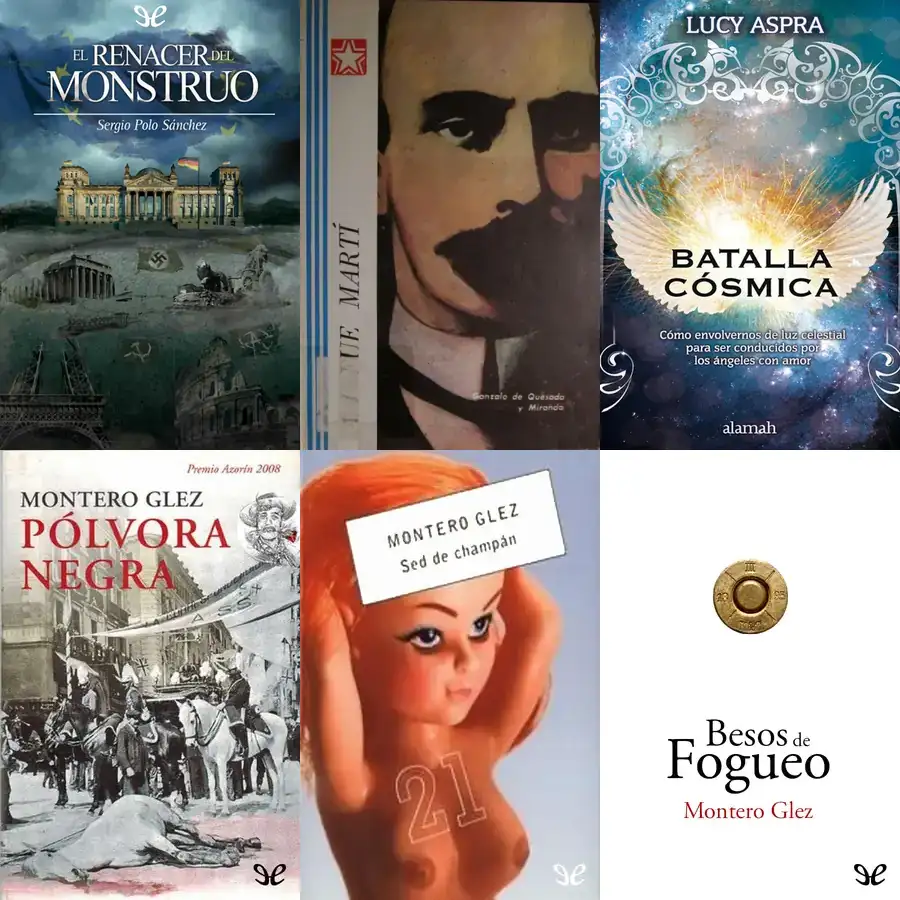 EL RENACER DEL
MONSTRUO
Sergio Polo Sánchez
UE MARTÍ
Gonzalo de Quesada
y Miranda
LUCY ASPRA
BATALLA
CÓSMICA
Cómo envolvernos de luz celestial
para ser conducidos por
los ángeles con amor
alamah
Premio Azorín 2008
MONTERO GLEZ
PÓLVORA
NEGRA
MONTERO GLEZ
Sed de champán
21
Besos de
Fogueo
Montero Glez